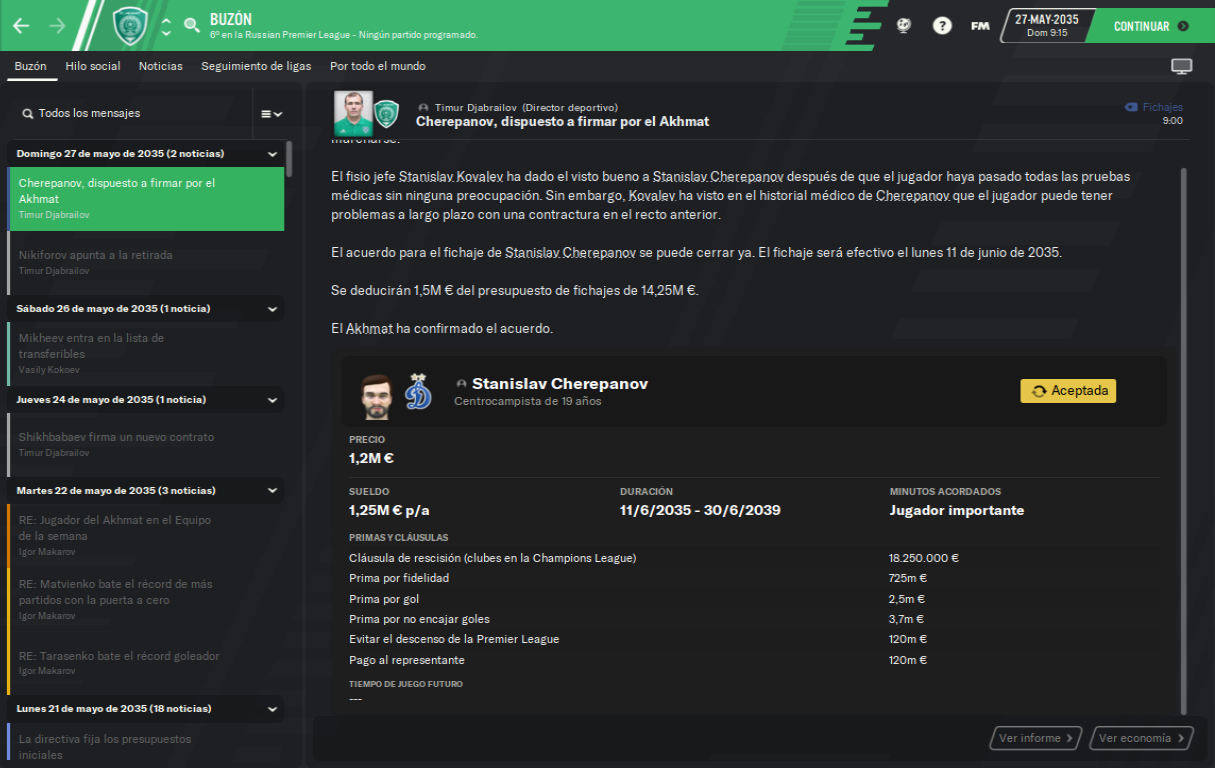 BUZÓN
6º en la Russian Premier League - Ningún partido programado.
FM
27-MAY-2035
Dom 9:15
CONTINUAR
Buzón
Hilo social
Noticias
Seguimiento de ligas
Por todo el mundo
Todos los mensajes
Domingo 27 de mayo de 2035 (2 noticias)
Cherepanov, dispuesto a firmar por el
Akhmat
Timur Djabrailov
Nikiforov apunta a la retirada
Timur Djabrailov
Sábado 26 de mayo de 2035 (1 noticia)
Mikheev entra en la lista de
transferibles
Vasily Kokoev
Jueves 24 de mayo de 2035 (1 noticia)
Shikhbabaev firma un nuevo contrato
Timur Djabrailov
Martes 22 de mayo de 2035 (3 noticias)
RE: Jugador del Akhmat en el Equipo
de la semana
Igor Makarov
RE: Matvienko bate el récord de más
partidos con la puerta a cero
Igor Makarov
RE: Tarasenko bate el récord goleador
Igor Makarov
Lunes 21 de mayo de 2035 (18 noticias)
La directiva fija los presupuestos
iniciales
Timur Djabrailov (Director deportivo)
Cherepanov, dispuesto a firmar por el Akhmat
Fichajes
9:00
marcharse.
El fisio jefe Stanislav Kovalev ha dado el visto bueno a Stanislav Cherepanov después de que el jugador haya pasado todas las pruebas
médicas sin ninguna preocupación. Sin embargo, Kovalev ha visto en el historial médico de Cherepanov que el jugador puede tener
problemas a largo plazo con una contractura en el recto anterior.
El acuerdo para el fichaje de Stanislav Cherepanov se puede cerrar ya. El fichaje será efectivo el lunes 11 de junio de 2035.
Se deducirán 1,5M € del presupuesto de fichajes de 14,25M €.
El Akhmat ha confirmado el acuerdo.
Stanislav Cherepanov
Centrocampista de 19 años
Aceptada
PRECIO
1,2M €
SUELDO
1,25M € p/a
DURACIÓN
11/6/2035 - 30/6/2039
MINUTOS ACORDADOS
Jugador importante
PRIMAS Y CLÁUSULAS
Cláusula de rescisión (clubes en la Champions League) 18.250.000 €
Prima por fidelidad 725m €
Prima por gol 2,5m €
Prima por no encajar goles 3,7m €
Evitar el descenso de la Premier League 120m €
Pago al representante 120m €
TIEMPO DE JUEGO FUTURO
---
Ver informe
Ver economía